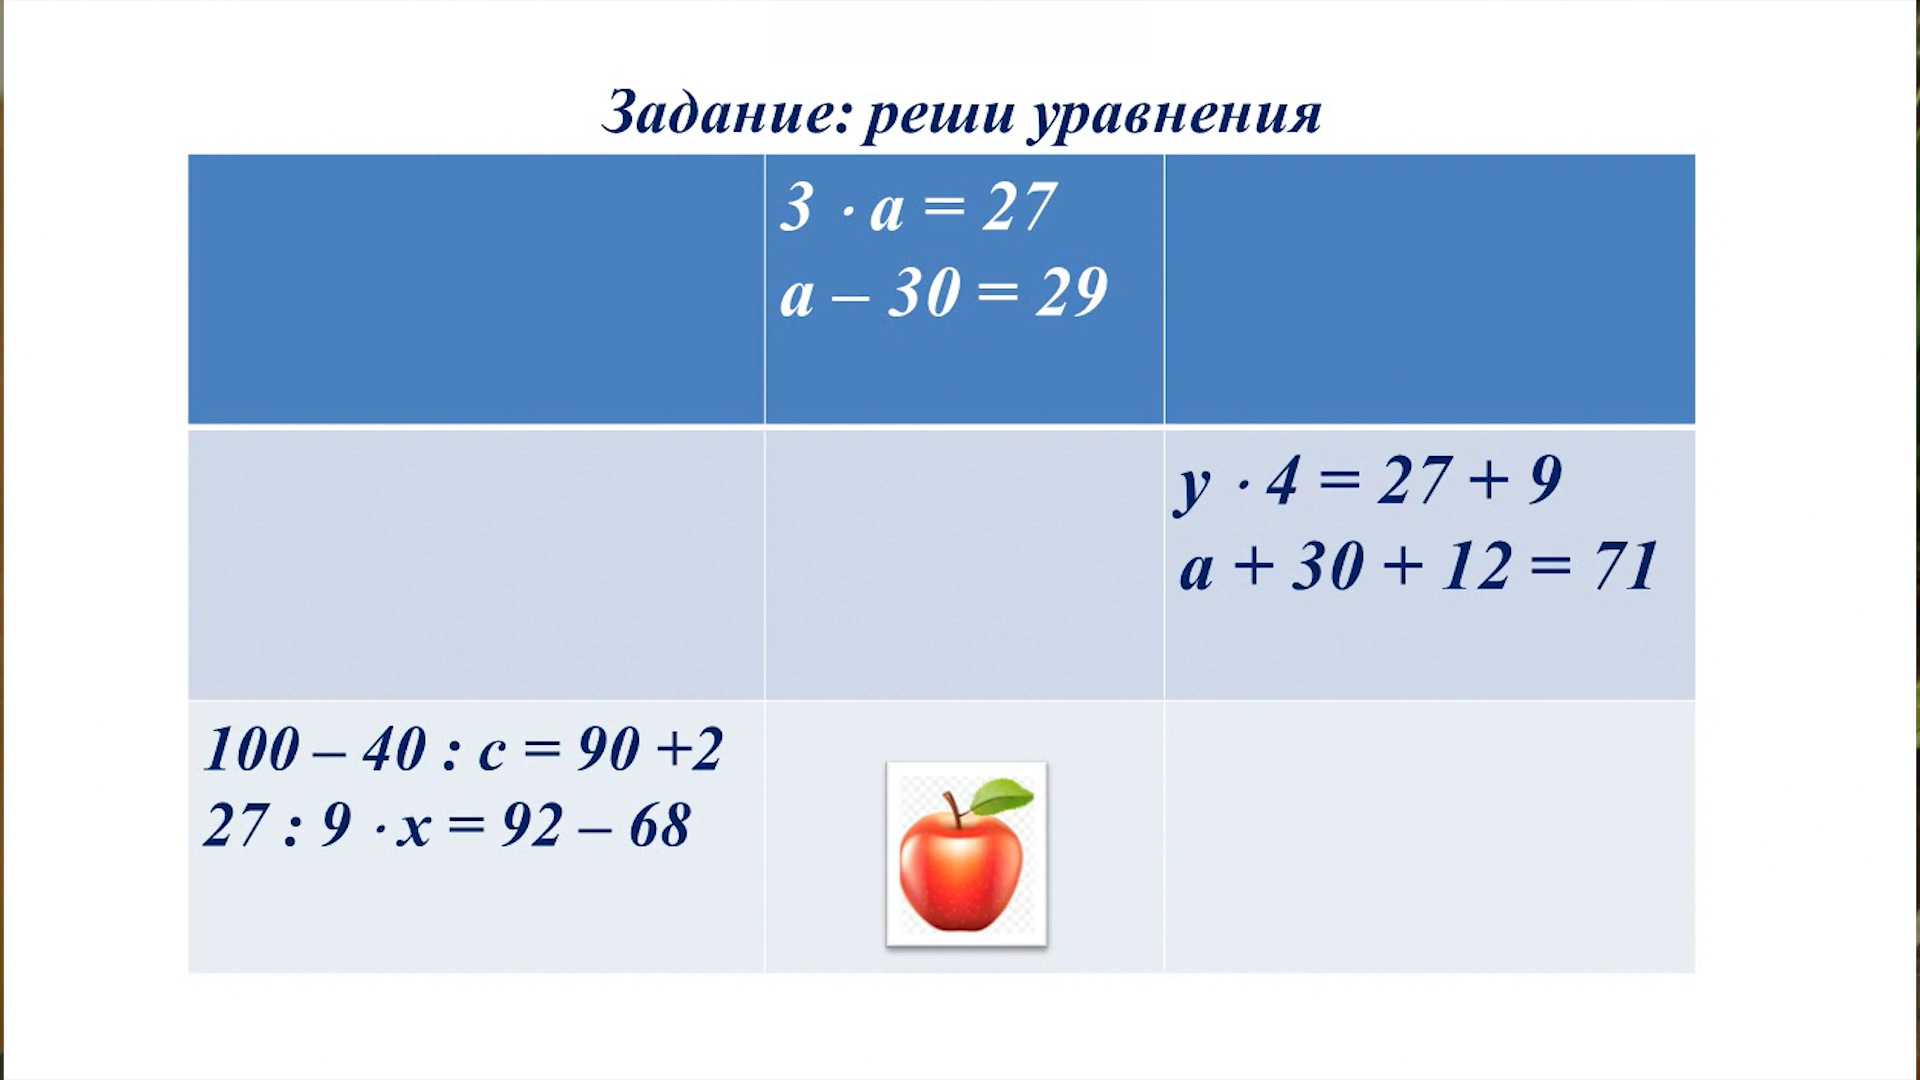 Задание: реши уравнения
3 · а = 27
а – 30 = 29
у · 4 = 27 + 9
а + 30 + 12 = 71
100 – 40 : с = 90 +2
27 : 9 · х = 92 – 68